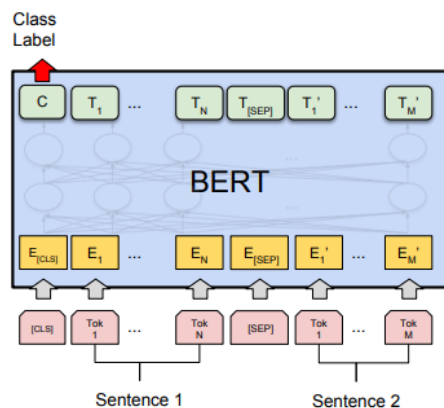 Class
Label
C T1 ... TN T[SEP] T1' ... TM'
...
...
BERT
E[CLS] E1 ... EN E[SEP] E1' ... EM'
[CLS] Tok 1 ... Tok N [SEP] Tok 1 ... Tok M
Sentence 1 Sentence 2